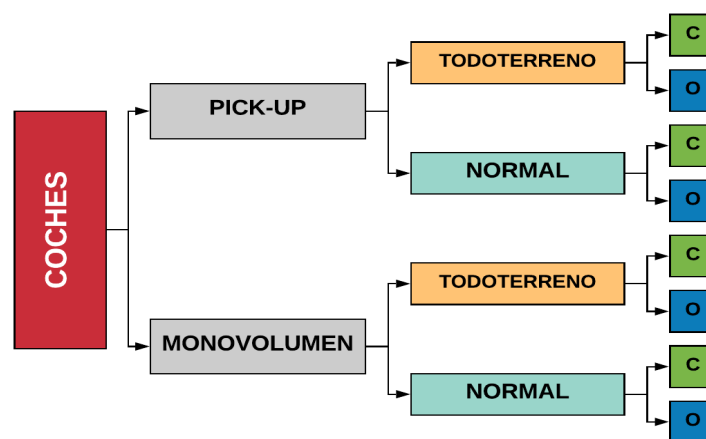 COCHES
PICK-UP
TODOTERRENO
C
O
NORMAL
C
O
MONOVOLUMEN
TODOTERRENO
C
O
NORMAL
C
O